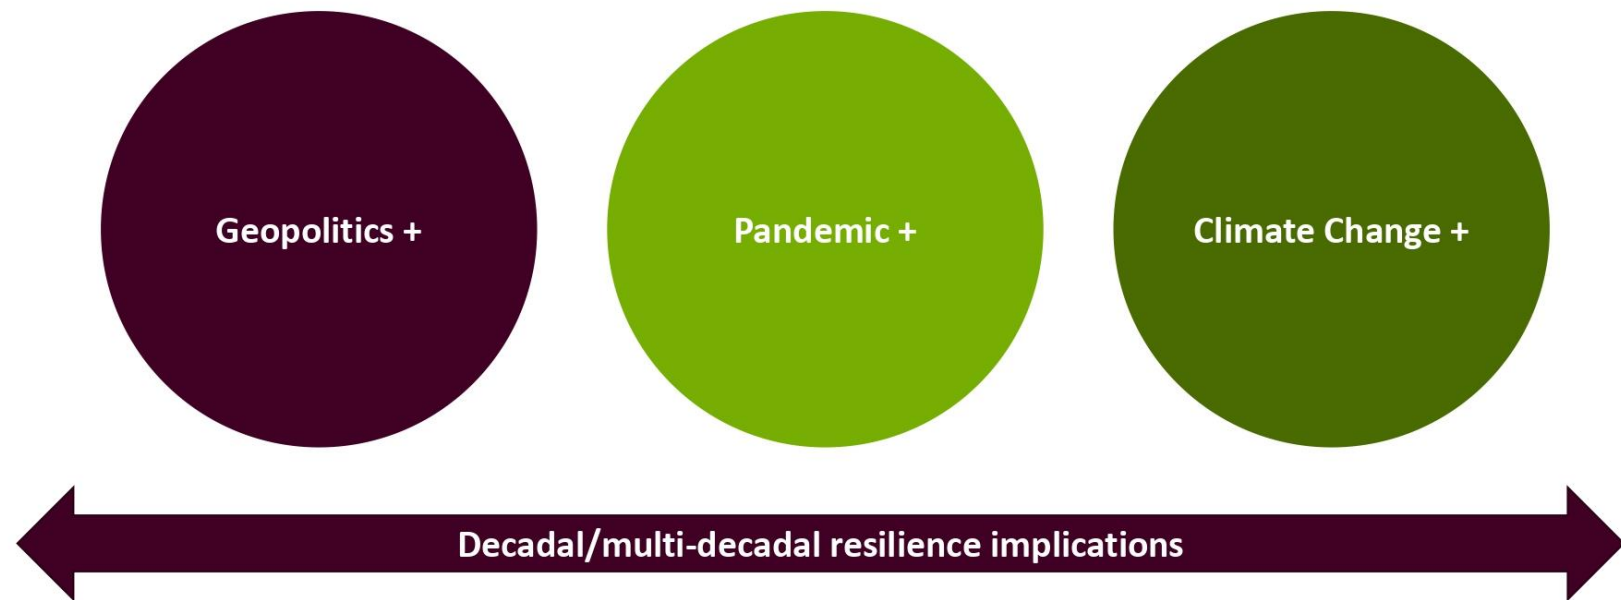 Geopolitics +
Pandemic +
Climate Change +
Decadal/multi-decadal resilience implications